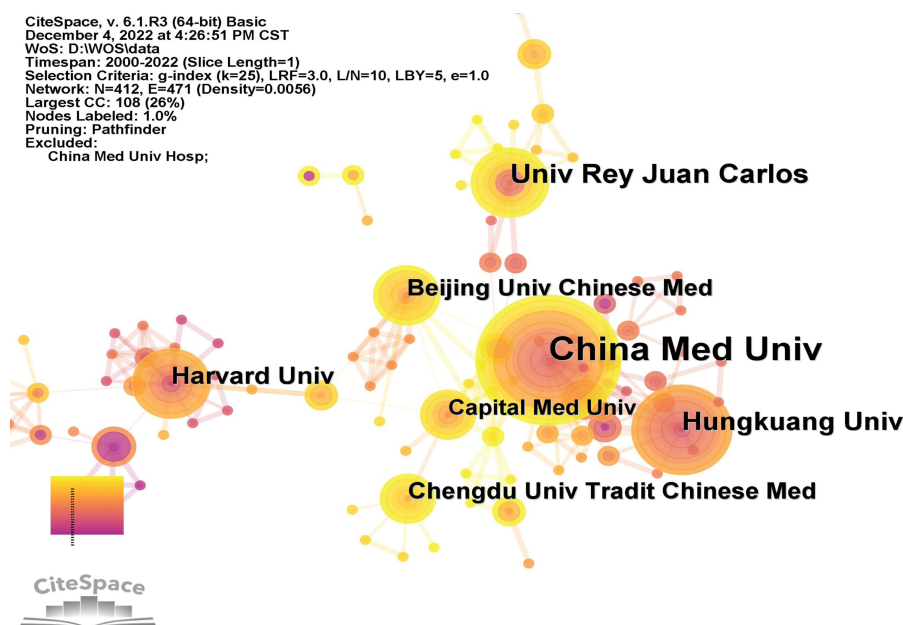 CiteSpace, v. 6.1.R3 (64-bit) Basic
December 4, 2022 at 4:26:51 PM CST
WoS: D:\WOS\data
Timespan: 2000-2022 (Slice Length=1)
Selection Criteria: g-index (k=25), LRF=3.0, L/N=10, LBY=5, e=1.0
Network: N=412, E=471 (Density=0.0056)
Largest CC: 108 (26%)
Nodes Labeled: 1.0%
Pruning: Pathfinder
Excluded:
China Med Univ Hosp;
Univ Rey Juan Carlos
Beijing Univ Chinese Med
China Med Univ
Harvard Univ
Capital Med Univ
Hungkuang Univ
Chengdu Univ Tradit Chinese Med
CiteSpace